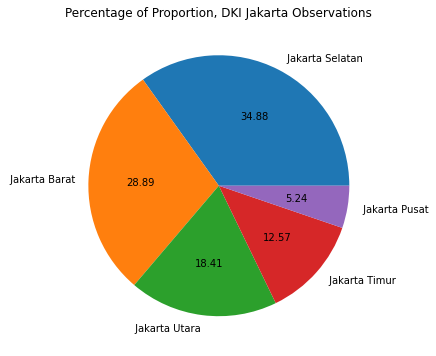 Percentage of Proportion, DKI Jakarta Observations
Jakarta Selatan
34.88
Jakarta Barat
28.89
Jakarta Utara
18.41
Jakarta Timur
12.57
Jakarta Pusat
5.24